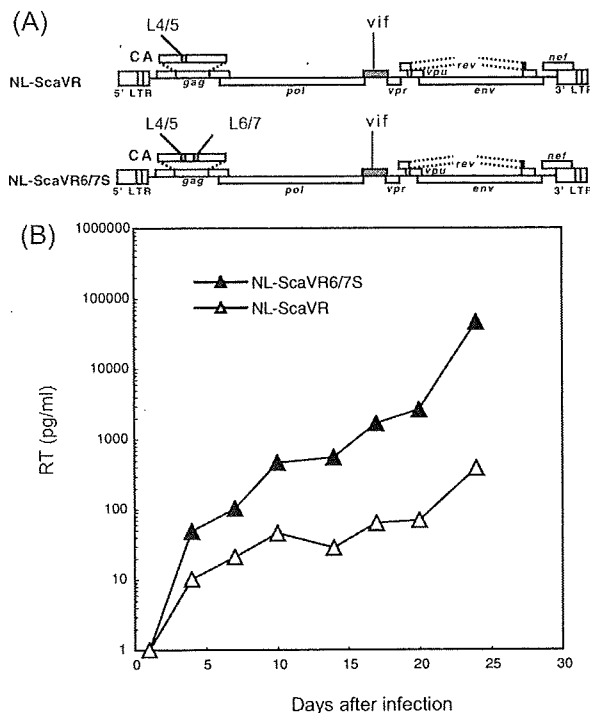 (A)
L4/5
vif
CA
nef
rev
vpu
NL-ScaVR
gag
pol
vpr
env
5' LTR
3' LTR
L4/5
L6/7
vif
CA
nef
rev
vpu
NL-ScaVR6/7S
gag
pol
vpr
env
5' LTR
3' LTR
(B)
1000000
100000
10000
1000
100
10
1
RT (pg/ml)
NL-ScaVR6/7S
NL-ScaVR
0
5
10
15
20
25
30
Days after infection